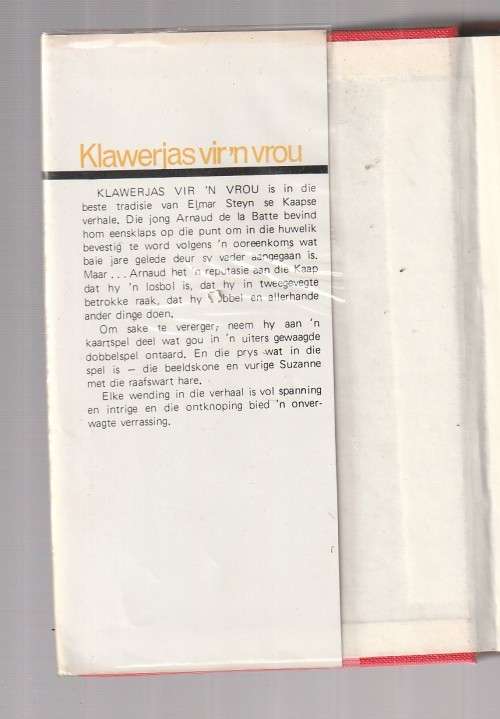 Klawerjas vir 'n vrou
KLAWERJAS VIR 'N VROU is in die
beste tradisie van Elmar Steyn se Kaapse
verhale. Die jong Arnaud de la Batte bevind
hom eensklaps op die punt om in die huwelik
bevestig te word volgens 'n ooreenkoms wat
baie jare gelede deur sy vader aangegaan is.
Maar . . . Arnaud het 'n reputasie aan die Kaap
dat hy 'n losbol is, dat hy in tweegevegte
betrokke raak, dat hy dobbel en allerhande
ander dinge doen.
Om sake te vererger, neem hy aan 'n
kaartspel deel wat gou in 'n uiters gewaagde
dobbelspel ontaard. En die prys wat in die
spel is — die beeldskone en vurige Suzanne
met die raafswart hare.
Elke wending in die verhaal is vol spanning
en intrige en die ontknoping bied 'n onver-
wagte verrassing.